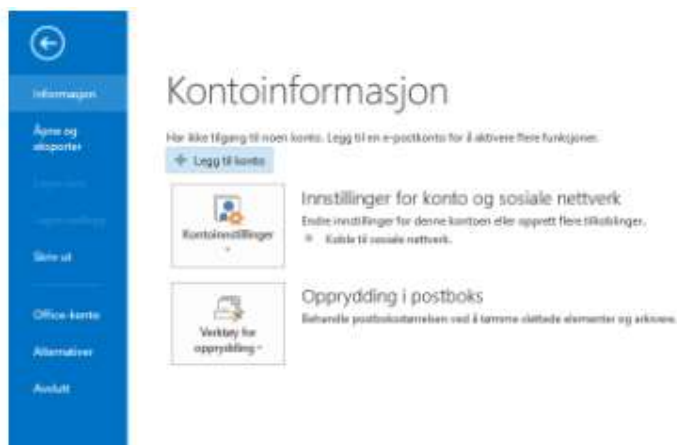 Informasjon
Åpne og
eksporter
Skriv ut
Office-konto
Alternativer
Avslutt
Kontoinformasjon
Har ikke tilgang til noen konto. Legg til en e-postkonto for å aktivere flere funksjoner.
Legg til konto
Kontoinnstillinger
Innstillinger for konto og sosiale nettverk
Endre innstillinger for denne kontoen eller opprett flere tilkoblinger.
Koble til sosiale nettverk.
Verktøy for
opprydding
Opprydding i postboks
Behandle postboksstørrelsen ved å tømme slettede elementer og arkivere.